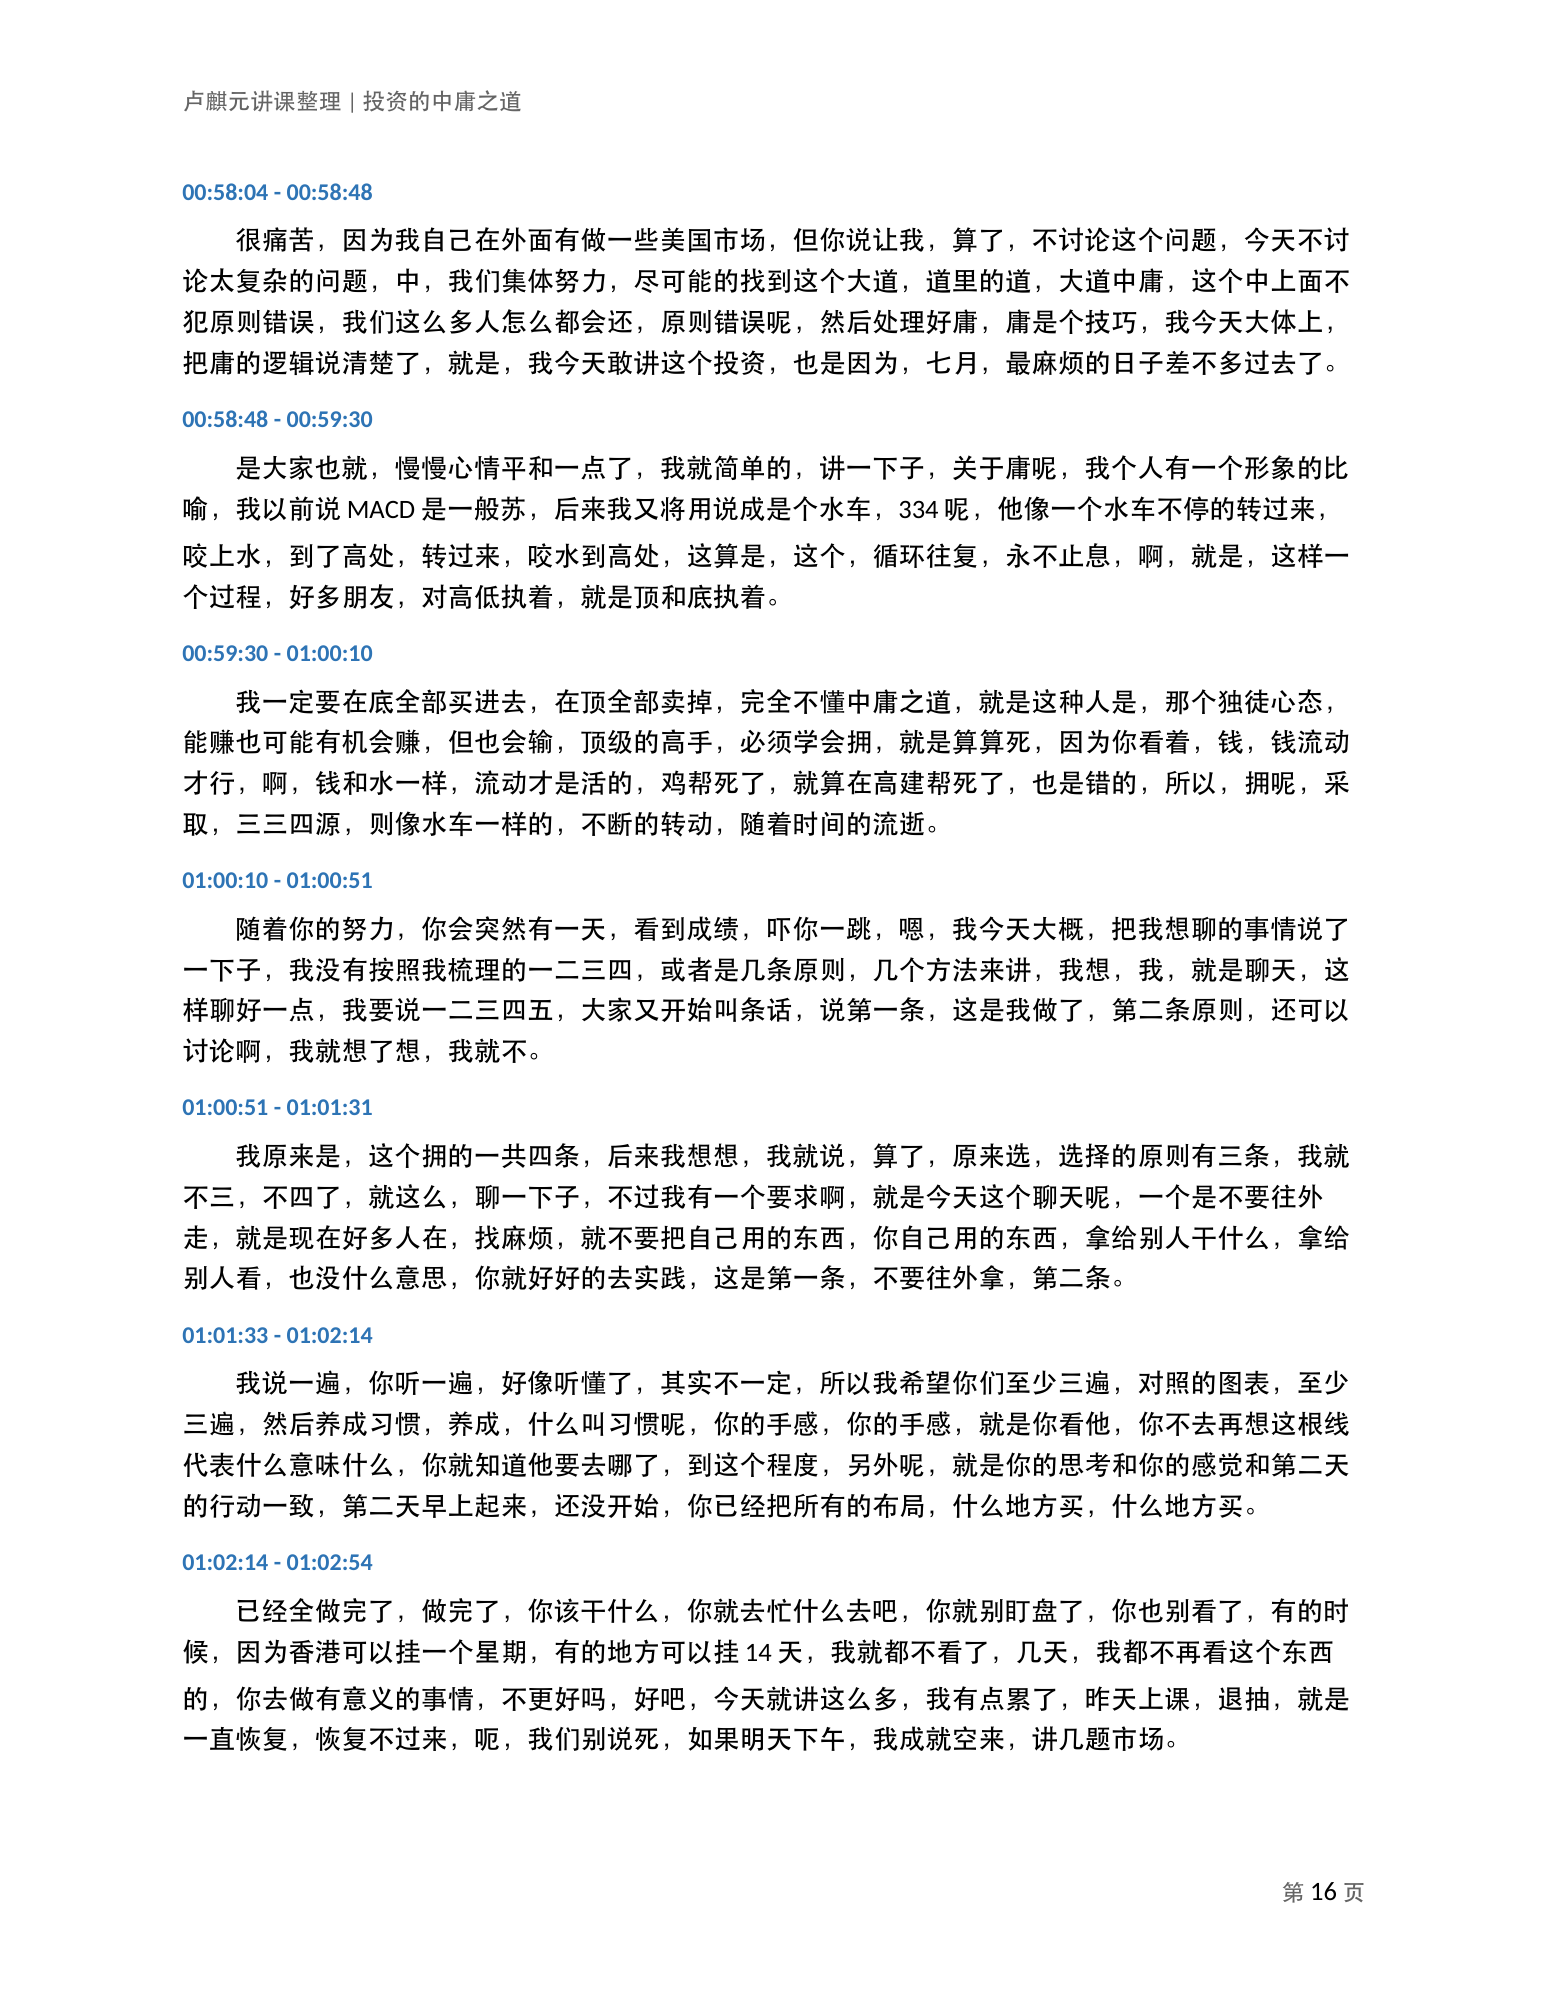 卢麒元讲课整理 | 投资的中庸之道
00:58:04 - 00:58:48
很痛苦，因为我自己在外面有做一些美国市场，但你说让我，算了，不讨论这个问题，今天不讨
论太复杂的问题，中，我们集体努力，尽可能的找到这个大道，道里的道，大道中庸，这个中上面不
犯原则错误，我们这么多人怎么都会还，原则错误呢，然后处理好庸，庸是个技巧，我今天大体上，
把庸的逻辑说清楚了，就是，我今天敢讲这个投资，也是因为，七月，最麻烦的日子差不多过去了。
00:58:48 - 00:59:30
是大家也就，慢慢心情平和一点了，我就简单的，讲一下子，关于庸呢，我个人有一个形象的比
喻，我以前说 MACD 是一般苏，后来我又将用说成是个水车，334 呢，他像一个水车不停的转过来，
咬上水，到了高处，转过来，咬水到高处，这算是，这个，循环往复，永不止息，啊，就是，这样一
个过程，好多朋友，对高低执着，就是顶和底执着。
00:59:30 - 01:00:10
我一定要在底全部买进去，在顶全部卖掉，完全不懂中庸之道，就是这种人是，那个独徒心态，
能赚也可能有机会赚，但也会输，顶级的高手，必须学会拥，就是算算死，因为你看着，钱，钱流动
才行，啊，钱和水一样，流动才是活的，鸡帮死了，就算在高建帮死了，也是错的，所以，拥呢，采
取，三三四源，则像水车一样的，不断的转动，随着时间的流逝。
01:00:10 - 01:00:51
随着你的努力，你会突然有一天，看到成绩，吓你一跳，嗯，我今天大概，把我想聊的事情说了
一下子，我没有按照我梳理的一二三四，或者是几条原则，几个方法来讲，我想，我，就是聊天，这
样聊好一点，我要说一二三四五，大家又开始叫条话，说第一条，这是我做了，第二条原则，还可以
讨论啊，我就想了想，我就不。
01:00:51 - 01:01:31
我原来是，这个拥的一共四条，后来我想想，我就说，算了，原来选，选择的原则有三条，我就
不三，不四了，就这么，聊一下子，不过我有一个要求啊，就是今天这个聊天呢，一个是不要往外
走，就是现在好多人在，找麻烦，就不要把自己用的东西，你自己用的东西，拿给别人干什么，拿给
别人看，也没什么意思，你就好好的去实践，这是第一条，不要往外拿，第二条。
01:01:33 - 01:02:14
我说一遍，你听一遍，好像听懂了，其实不一定，所以我希望你们至少三遍，对照的图表，至少
三遍，然后养成习惯，养成，什么叫习惯呢，你的手感，你的手感，就是你看他，你不去再想这根线
代表什么意味什么，你就知道他要去哪了，到这个程度，另外呢，就是你的思考和你的感觉和第二天
的行动一致，第二天早上起来，还没开始，你已经把所有的布局，什么地方买，什么地方买。
01:02:14 - 01:02:54
已经全做完了，做完了，你该干什么，你就去忙什么去吧，你就别盯盘了，你也别看了，有的时
候，因为香港可以挂一个星期，有的地方可以挂 14 天，我就都不看了，几天，我都不再看这个东西
的，你去做有意义的事情，不更好吗，好吧，今天就讲这么多，我有点累了，昨天上课，退抽，就是
一直恢复，恢复不过来，呃，我们别说死，如果明天下午，我成就空来，讲几题市场。
第 16 页